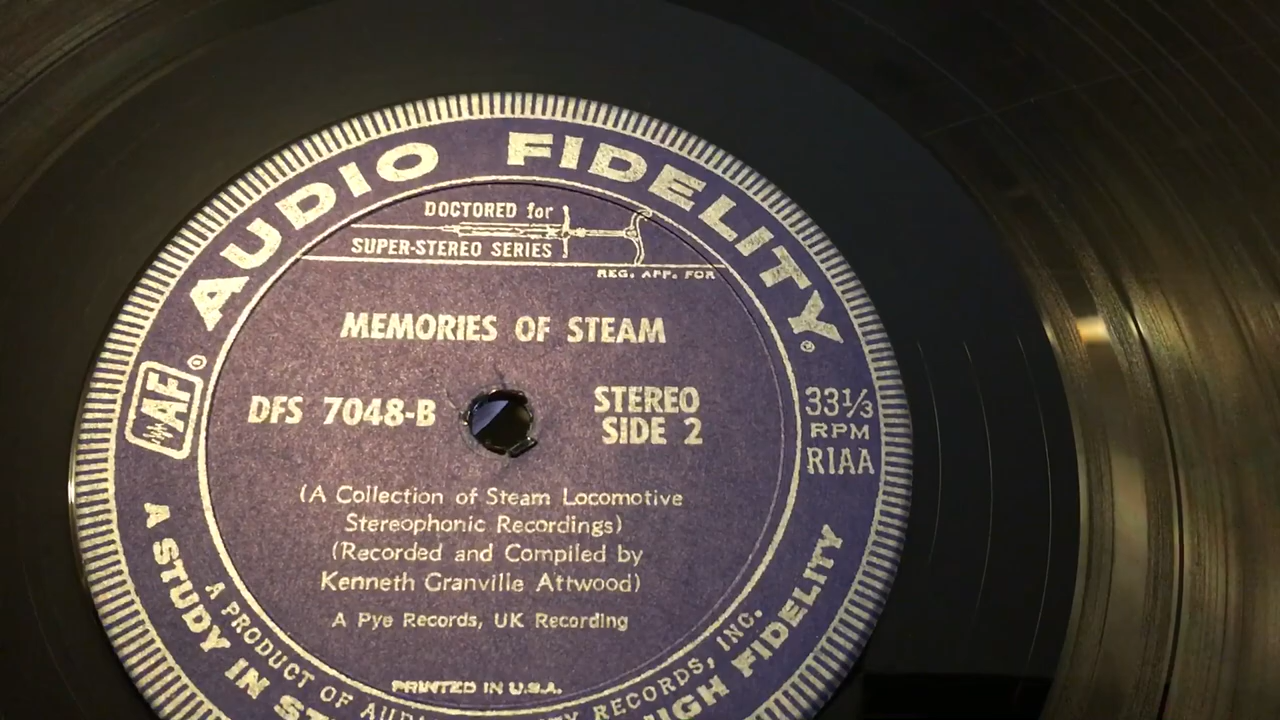 AUDIO FIDELITY®
DOCTORED for
SUPER-STEREO SERIES
REG. APP. FOR
MEMORIES OF STEAM
AF®
DFS 7048-B
STEREO
SIDE 2
33⅓
RPM
RIAA
(A Collection of Steam Locomotive
Stereophonic Recordings)
(Recorded and Compiled by
Kenneth Granville Attwood)
A Pye Records, UK Recording
PRINTED IN U.S.A.
A PRODUCT OF RECORDS, INC.
A STUDY IN HIGH FIDELITY